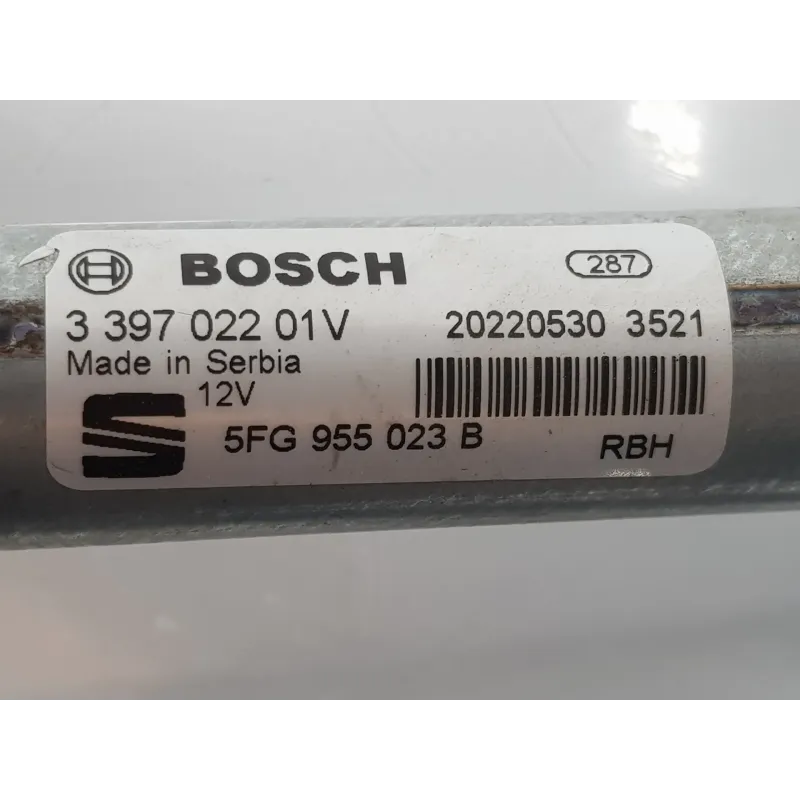 BOSCH 287
3 397 022 01V 20220530 3521
Made in Serbia
12V
5FG 955 023 B RBH